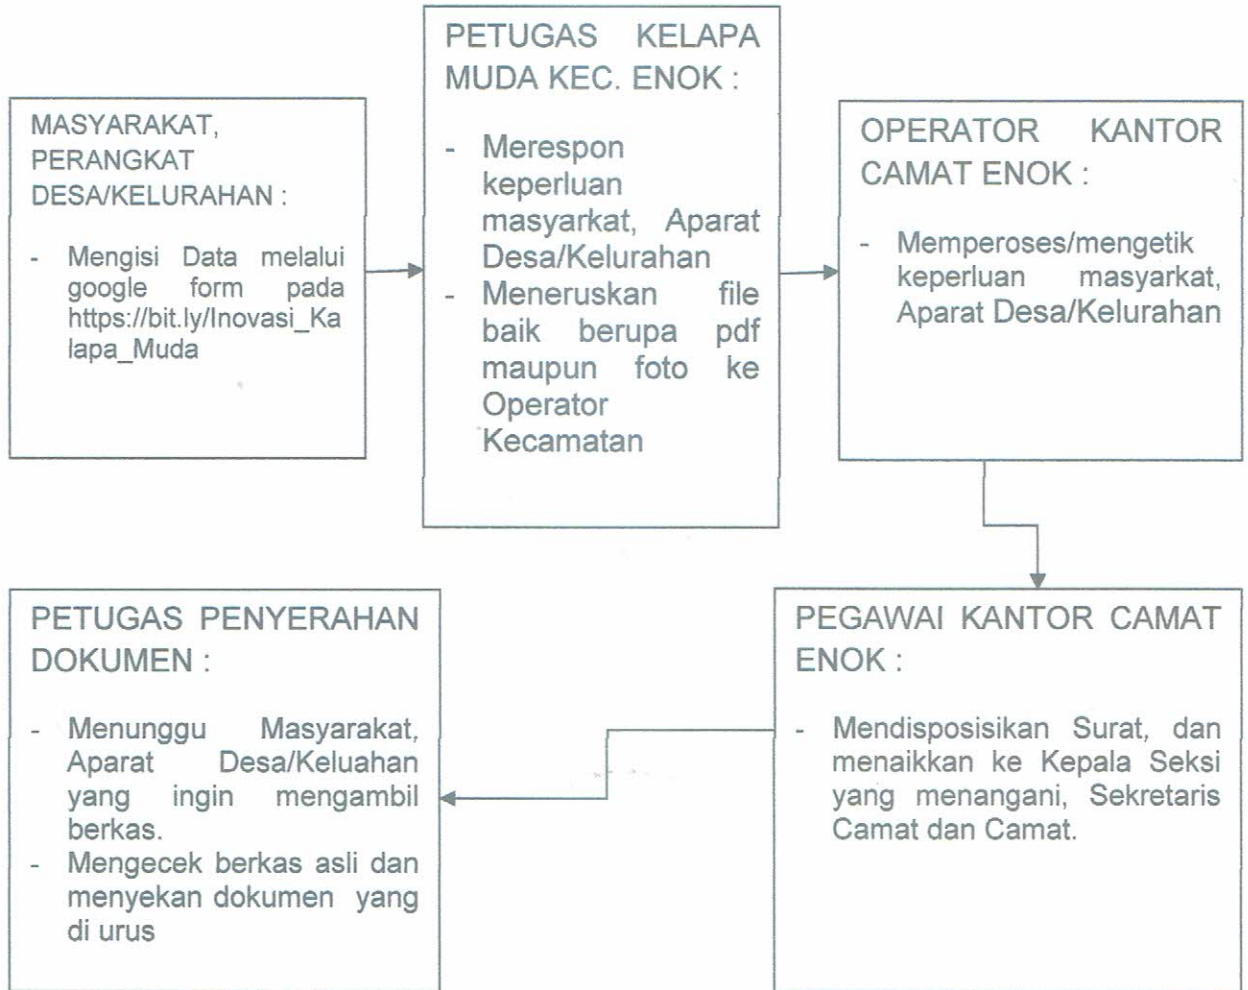 MASYARAKAT,
PERANGKAT
DESA/KELURAHAN :
- Mengisi Data melalui
google form pada
https://bit.ly/Inovasi_Ka
lapa_Muda
PETUGAS KELAPA
MUDA KEC. ENOK :
- Merespon
keperluan
masyarkat, Aparat
Desa/Kelurahan
- Meneruskan file
baik berupa pdf
maupun foto ke
Operator
Kecamatan
OPERATOR KANTOR
CAMAT ENOK :
- Memperoses/mengetik
keperluan masyarkat,
Aparat Desa/Kelurahan
PEGAWAI KANTOR CAMAT
ENOK :
- Mendisposisikan Surat, dan
menaikkan ke Kepala Seksi
yang menangani, Sekretaris
Camat dan Camat.
PETUGAS PENYERAHAN
DOKUMEN :
- Menunggu Masyarakat,
Aparat Desa/Keluahan
yang ingin mengambil
berkas.
- Mengecek berkas asli dan
menyekan dokumen yang
di urus